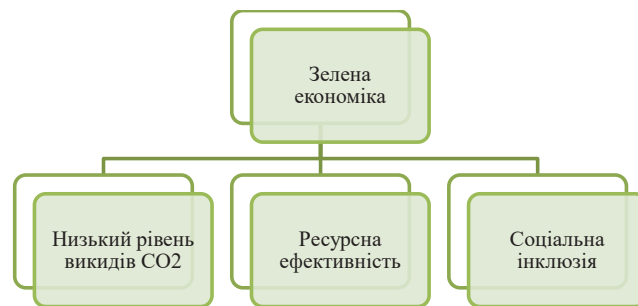 Зелена
економіка
Низький рівень
викидів CO2
Ресурсна
ефективність
Соціальна
інклюзія